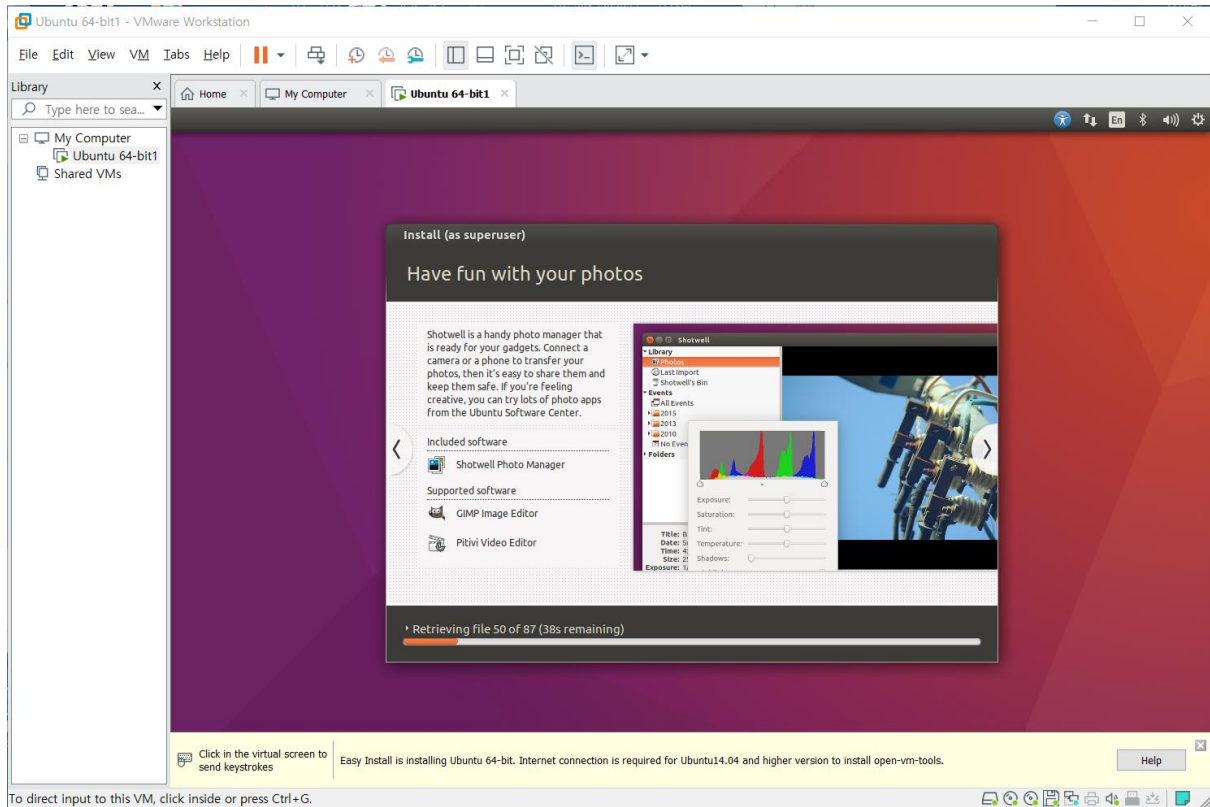 Ubuntu 64-bit1 - VMware Workstation
File Edit View VM Tabs Help
Library X
Type here to sea...
My Computer
Ubuntu 64-bit1
Shared VMs
Home
My Computer
Ubuntu 64-bit1
En
Install (as superuser)
Have fun with your photos
Shotwell is a handy photo manager that
is ready for your gadgets. Connect a
camera or a phone to transfer your
photos, then it's easy to share them and
keep them safe. If you're feeling
creative, you can try lots of photo apps
from the Ubuntu Software Center.
Included software
Shotwell Photo Manager
Supported software
GIMP Image Editor
Pitivi Video Editor
Shotwell
Library
Photos
Last Import
Shotwell's Bin
Events
All Events
2015
2013
2010
No Even
Folders
Exposure:
Saturation:
Tint:
Temperature:
Shadows:
Title:
Date:
Time:
Size:
Exposure:
Retrieving file 50 of 87 (38s remaining)
Click in the virtual screen to
send keystrokes
Easy Install is installing Ubuntu 64-bit. Internet connection is required for Ubuntu14.04 and higher version to install open-vm-tools.
Help
To direct input to this VM, click inside or press Ctrl+G.